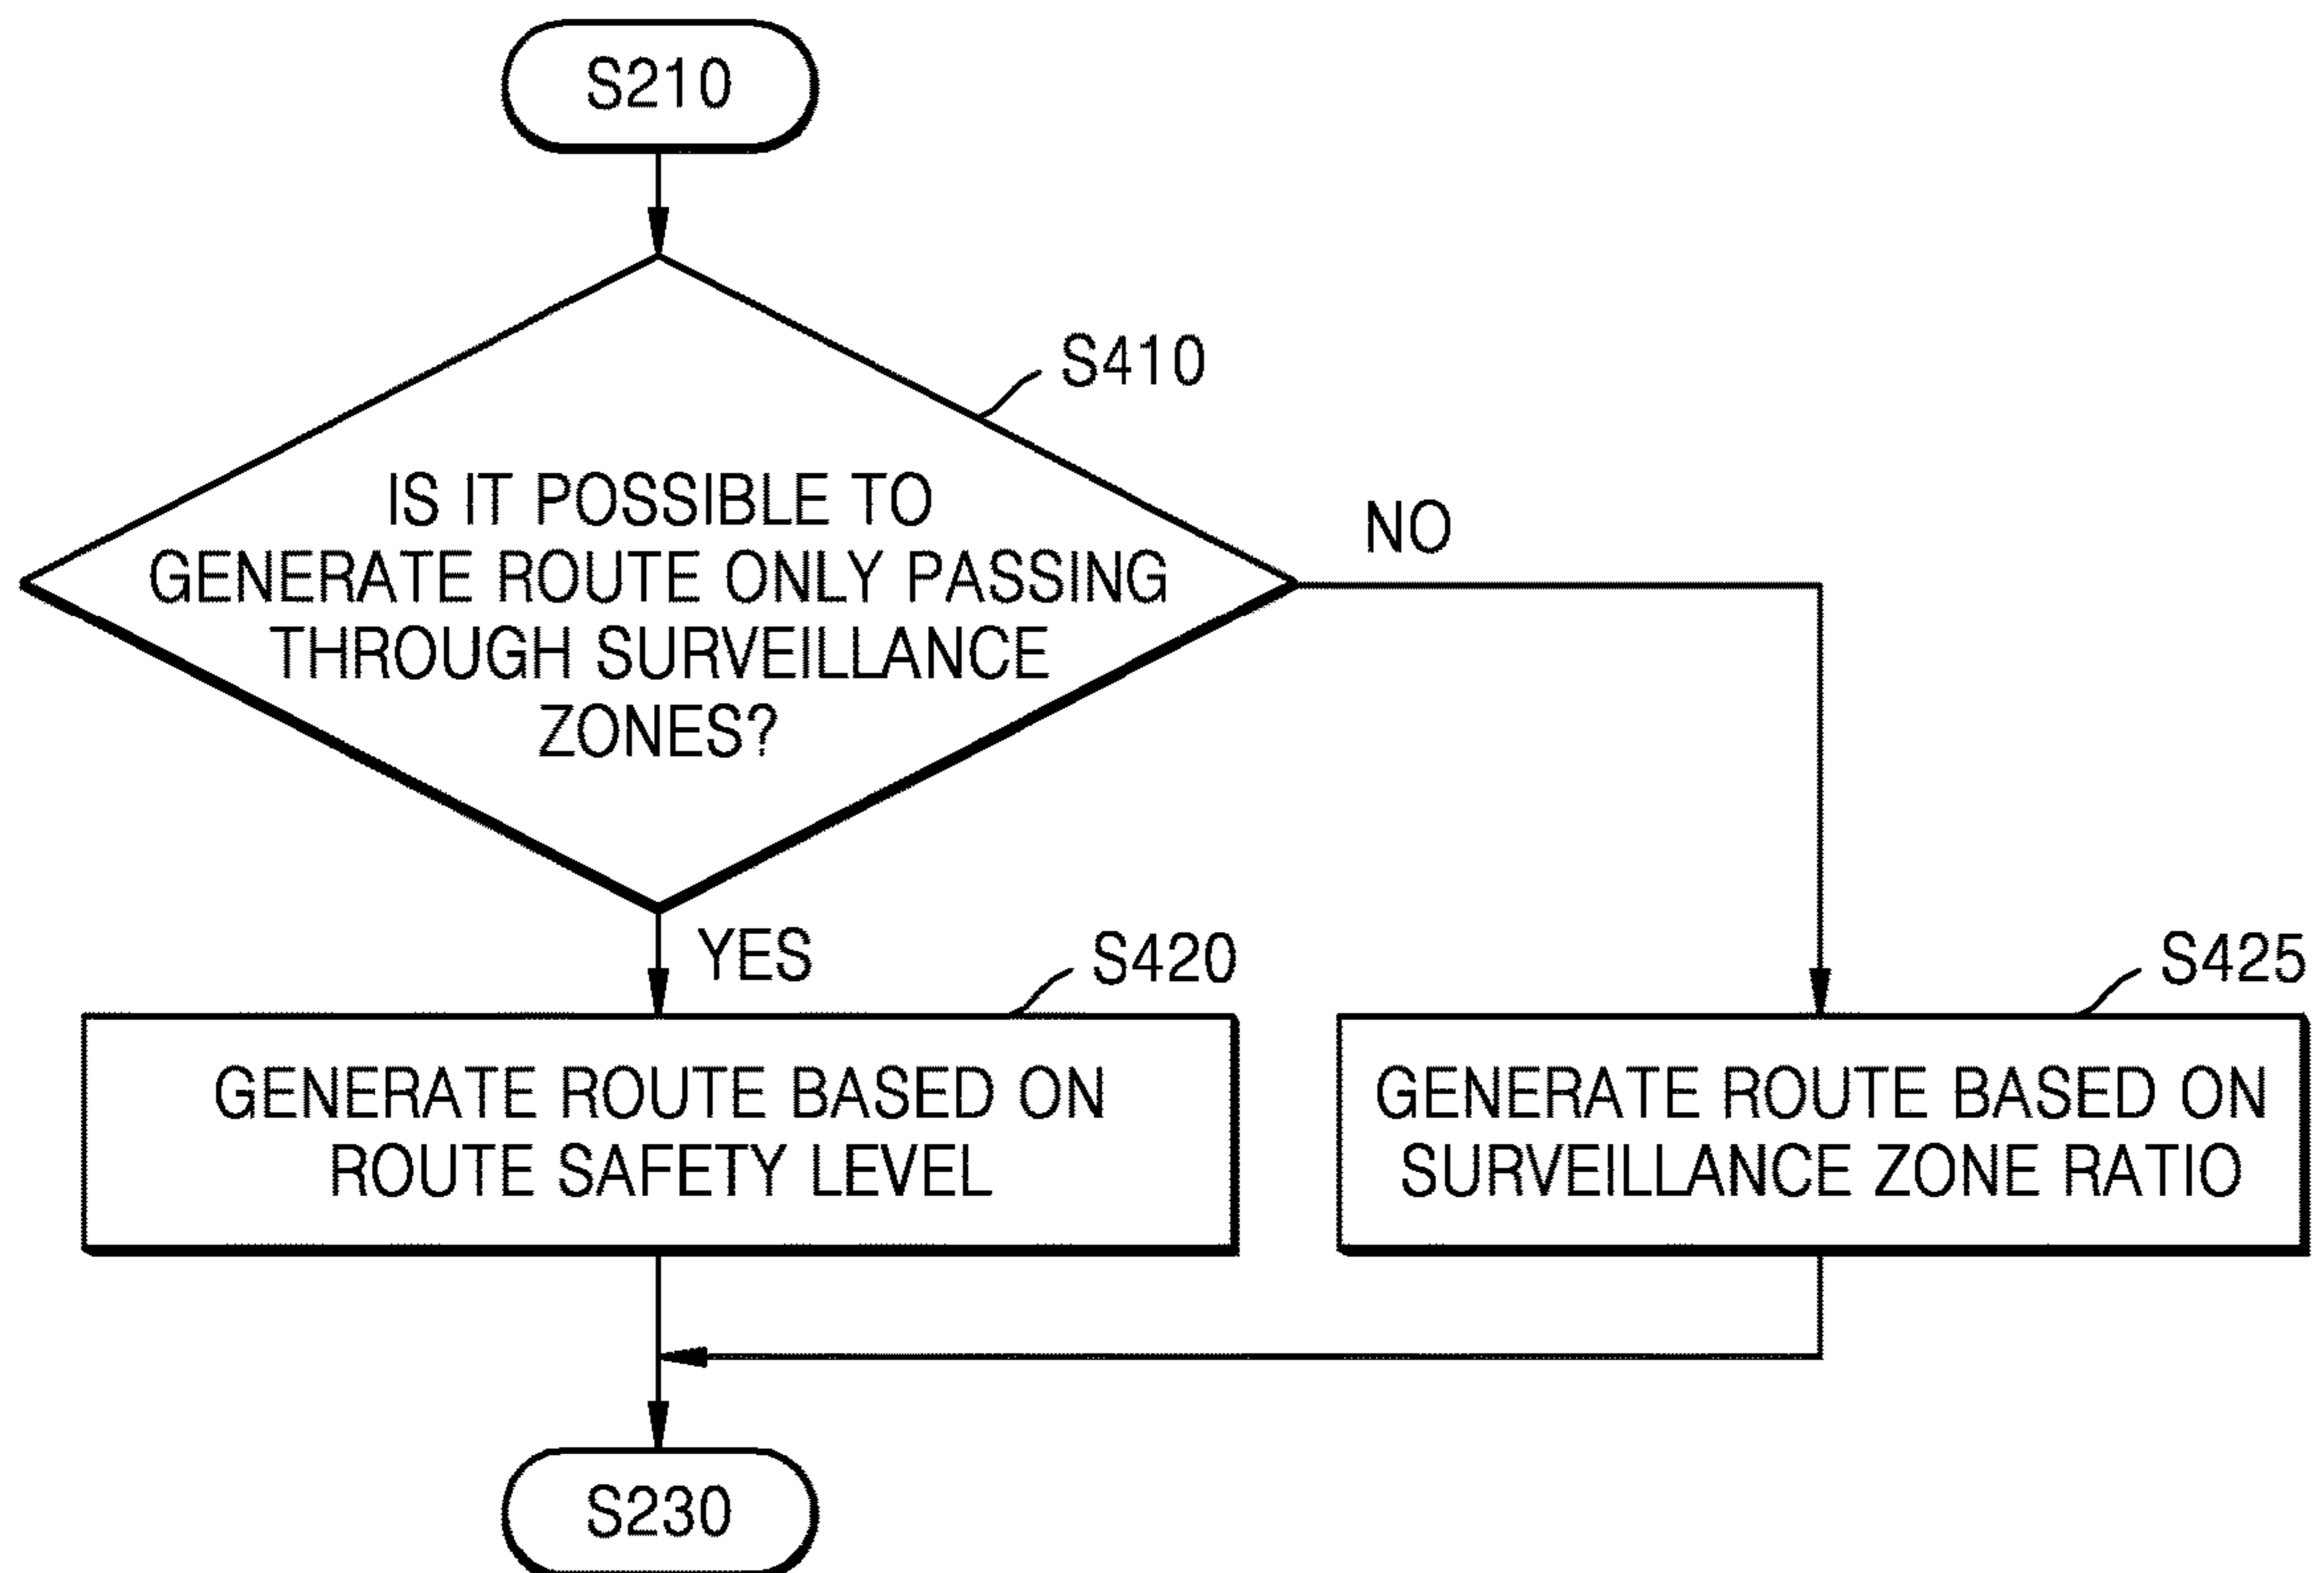 S210
S410
IS IT POSSIBLE TO
GENERATE ROUTE ONLY PASSING
THROUGH SURVEILLANCE
ZONES?
NO
YES
S420
GENERATE ROUTE BASED ON
ROUTE SAFETY LEVEL
S425
GENERATE ROUTE BASED ON
SURVEILLANCE ZONE RATIO
S230